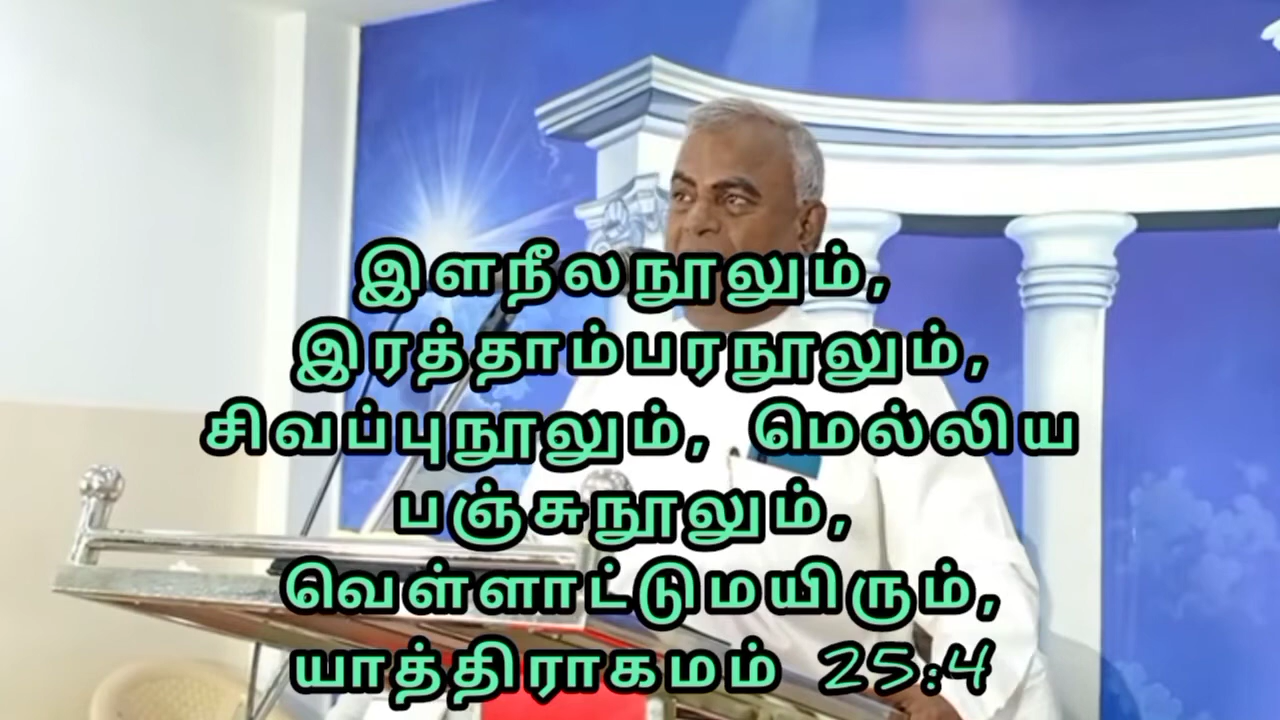 இளநீலநூலும்,
இரத்தாம்பரநூலும்,
சிவப்புநூலும், மெல்லிய
பஞ்சுநூலும்,
வெள்ளாட்டுமயிரும்,
யாத்திராகமம் 25:4